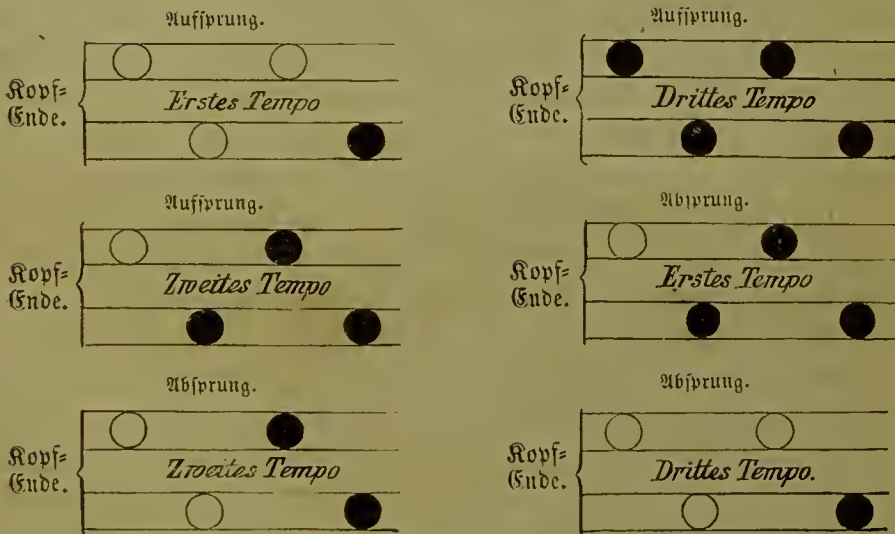 Aufsprung.
Kopf=
Ende.
Erstes Tempo
Aufsprung.
Kopf=
Ende.
Drittes Tempo
Aufsprung.
Kopf=
Ende.
Zweites Tempo
Absprung.
Kopf=
Ende.
Erstes Tempo
Absprung.
Kopf=
Ende.
Zweites Tempo
Absprung.
Kopf=
Ende.
Drittes Tempo.